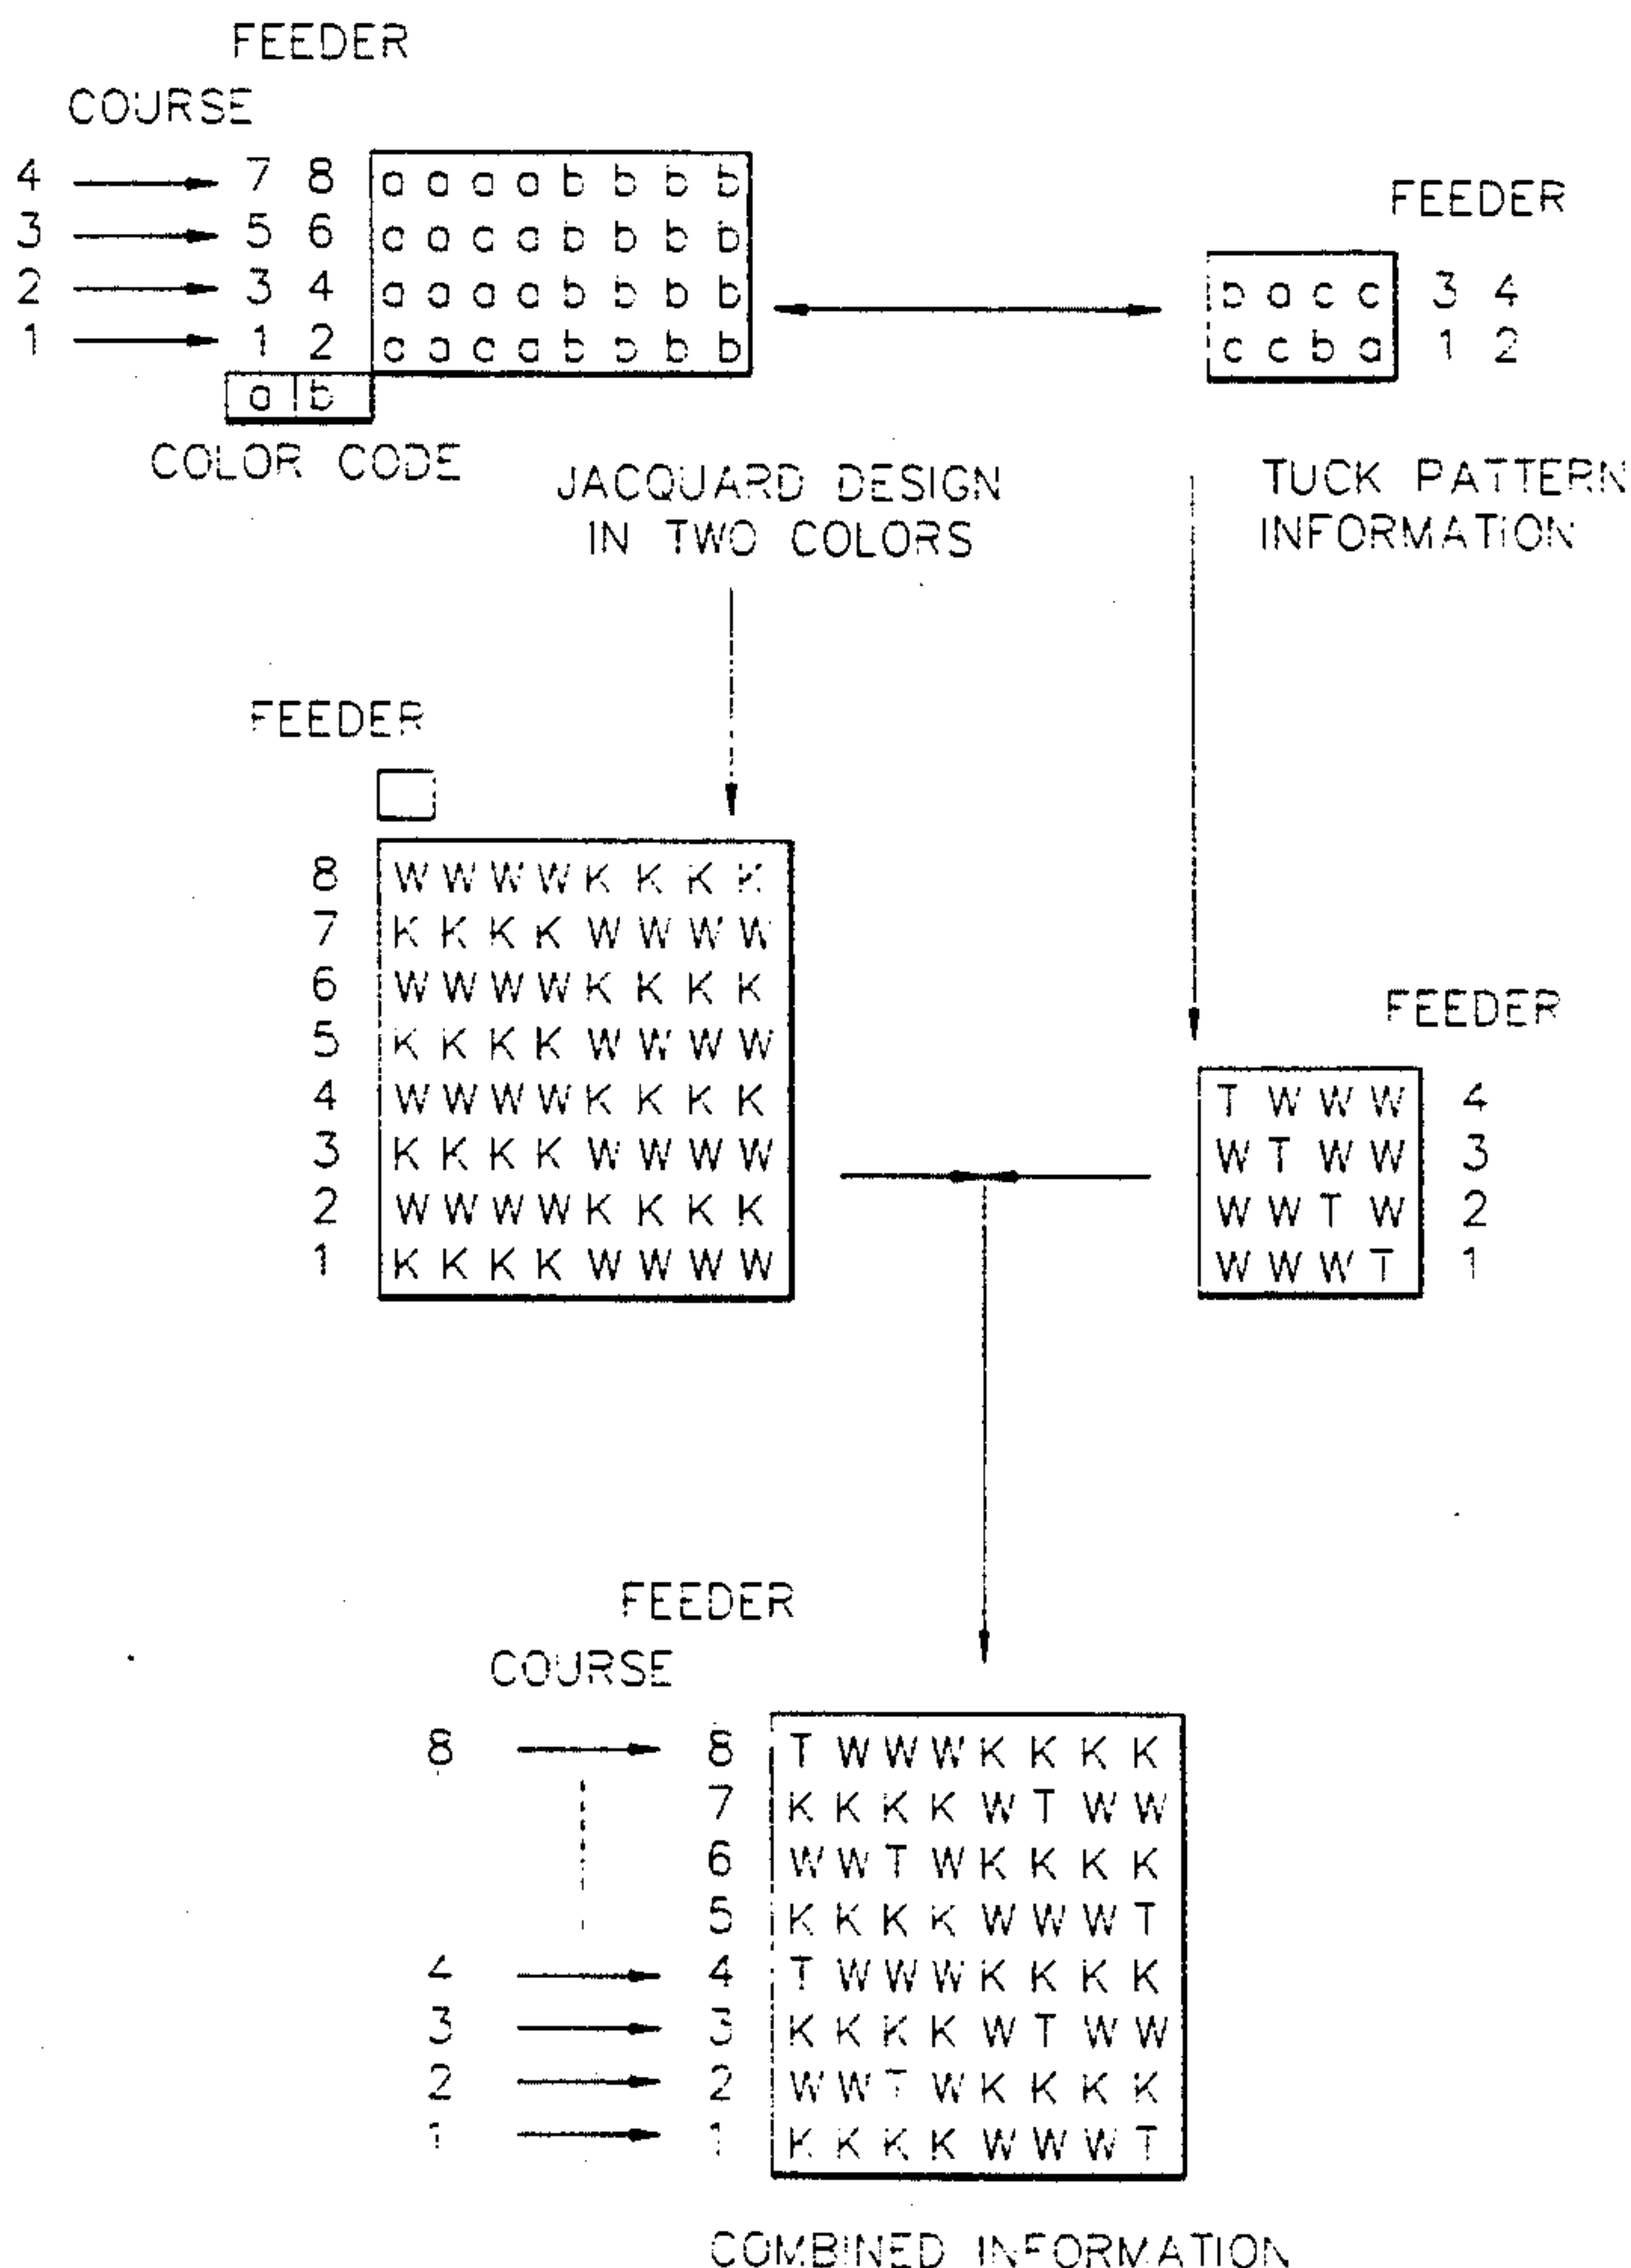 FEEDER
COURSE
4 7 8 a a a a b b b b
3 5 6 a a a a b b b b
2 3 4 a a a a b b b b
1 1 2 a a a a b b b b
a b
COLOR CODE
JACQUARD DESIGN
IN TWO COLORS
FEEDER
b a c c 3 4
c c b a 1 2
TUCK PATTERN
INFORMATION
FEEDER
8 W W W W K K K K
7 K K K K W W W W
6 W W W W K K K K
5 K K K K W W W W
4 W W W W K K K K
3 K K K K W W W W
2 W W W W K K K K
1 K K K K W W W W
FEEDER
T W W W 4
W T W W 3
W W T W 2
W W W T 1
FEEDER
COURSE
8 8 T W W W K K K K
7 K K K K W T W W
6 W W T W K K K K
5 K K K K W W W T
4 4 T W W W K K K K
3 3 K K K K W T W W
2 2 W W T W K K K K
1 1 K K K K W W W T
COMBINED INFORMATION